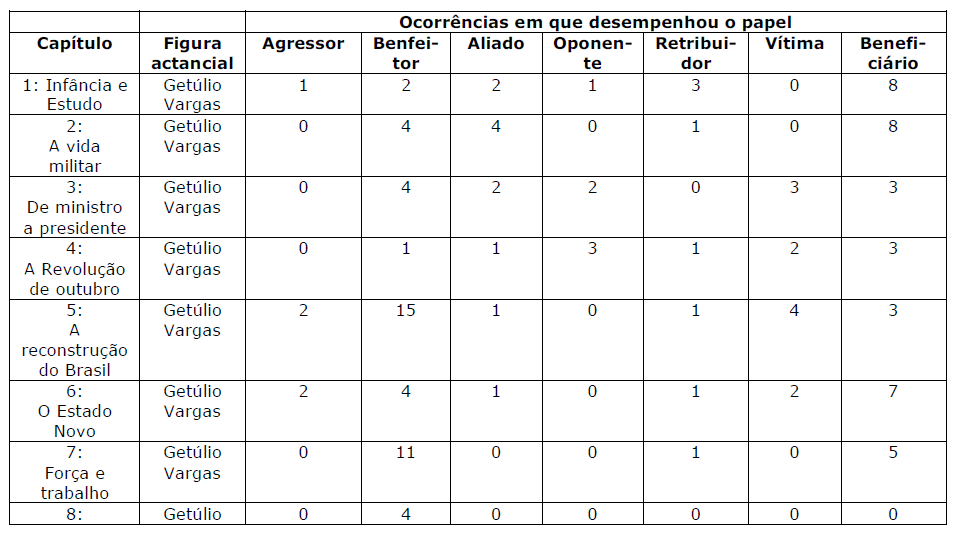 Ocorrências em que desempenhou o papel
Capítulo Figura actancial Agressor Benfei-tor Aliado Oponen-te Retribui-dor Vítima Benefi-ciário
1: Infância e Estudo Getúlio Vargas 1 2 2 1 3 0 8
2: A vida militar Getúlio Vargas 0 4 4 0 1 0 8
3: De ministro a presidente Getúlio Vargas 0 4 2 2 0 3 3
4: A Revolução de outubro Getúlio Vargas 0 1 1 3 1 2 3
5: A reconstrução do Brasil Getúlio Vargas 2 15 1 0 1 4 3
6: O Estado Novo Getúlio Vargas 2 4 1 0 1 2 7
7: Força e trabalho Getúlio Vargas 0 11 0 0 1 0 5
8: Getúlio 0 4 0 0 0 0 0